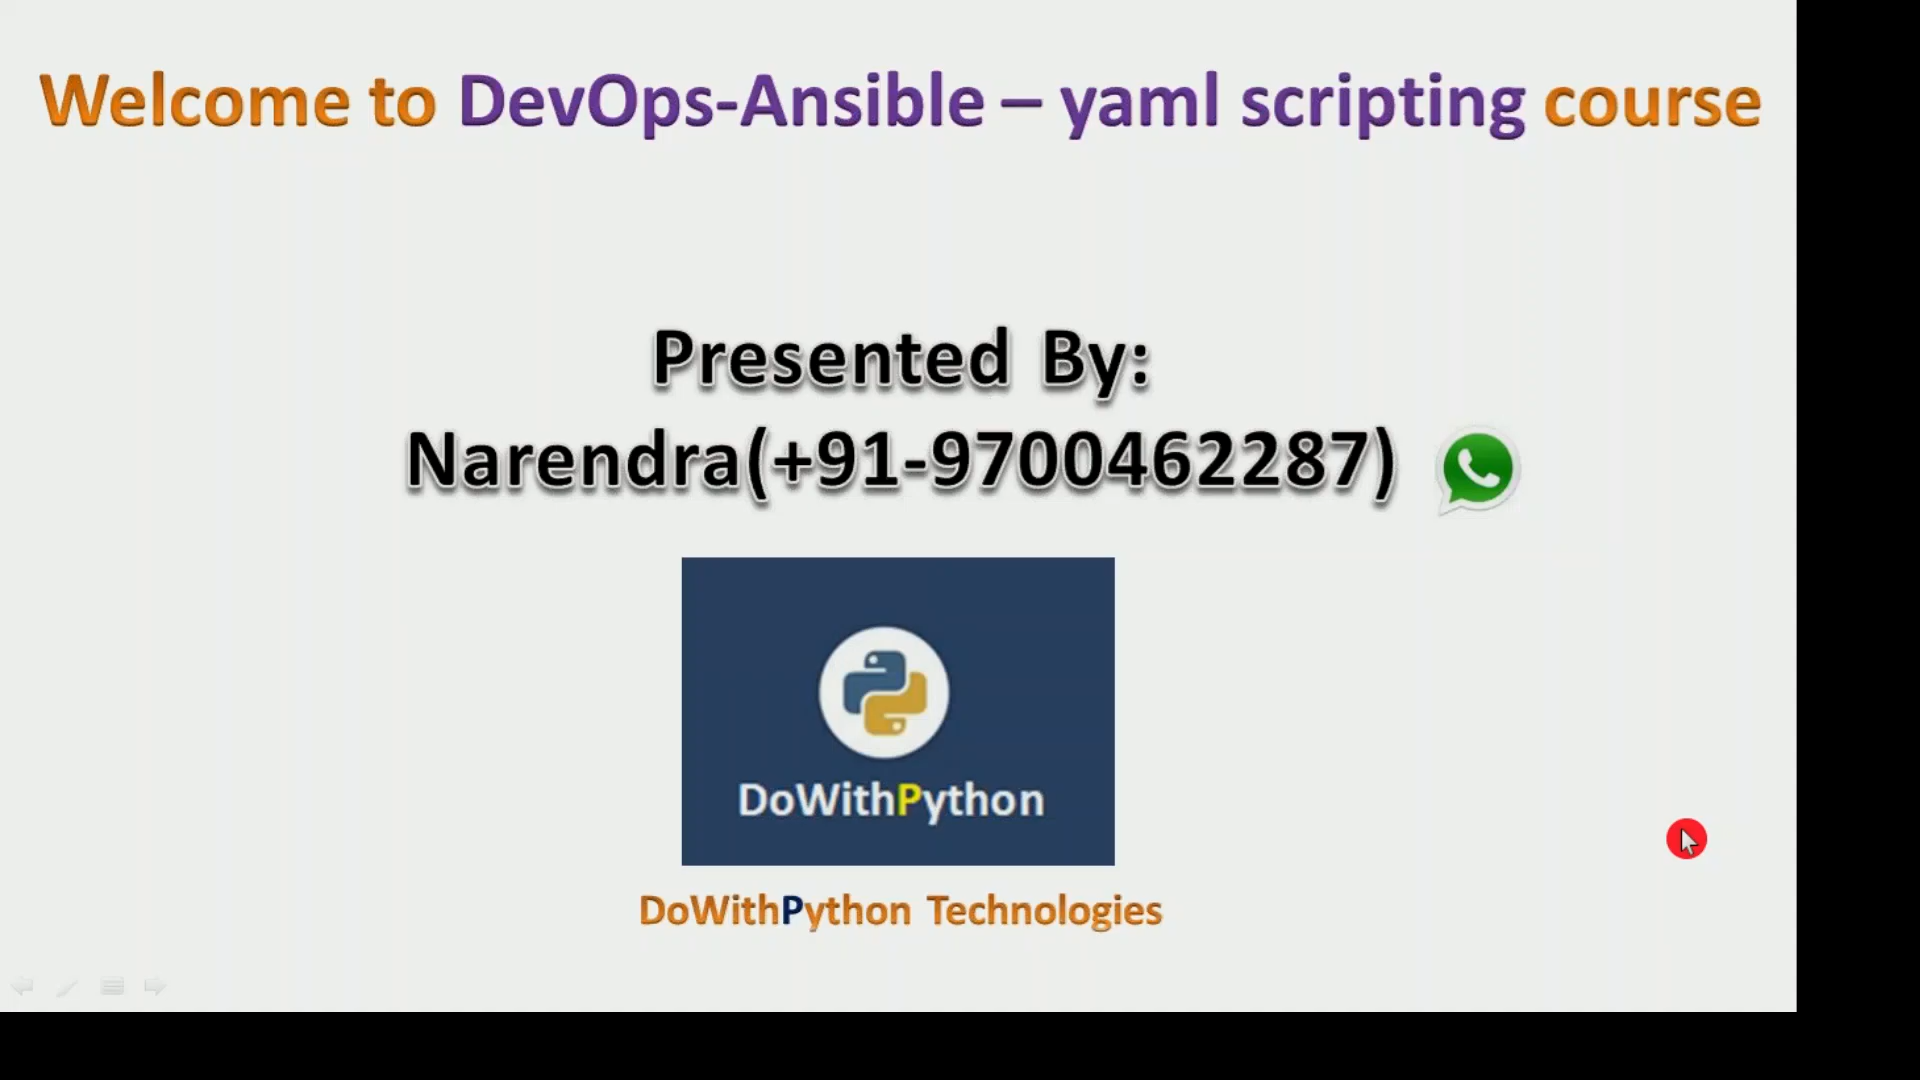 Welcome to DevOps-Ansible – yaml scripting course
Presented By:
Narendra(+91-9700462287)
DoWithPython
DoWithPython Technologies